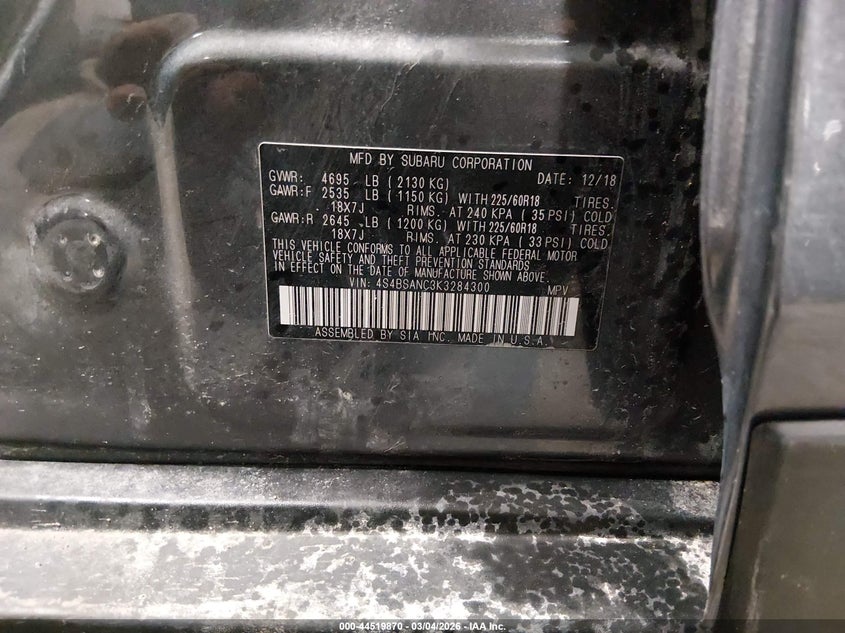 MFD BY SUBARU CORPORATION
GVWR: 4695 LB ( 2130 KG) DATE: 12/18
GAWR:F 2535 LB ( 1150 KG) WITH 225/60R18 TIRES.
18X7J RIMS. AT 240 KPA ( 35 PSI) COLD
GAWR:R 2645 LB ( 1200 KG) WITH 225/60R18 TIRES.
18X7J RIMS. AT 230 KPA ( 33 PSI) COLD
THIS VEHICLE CONFORMS TO ALL APPLICABLE FEDERAL MOTOR
VEHICLE SAFETY AND THEFT PREVENTION STANDARDS
IN EFFECT ON THE DATE OF MANUFACTURE SHOWN ABOVE.
VIN: 4S4BSANC3K3284300 MPV
ASSEMBLED BY SIA INC. MADE IN U.S.A.
000-44519870 - 03/04/2026 - IAA Inc.